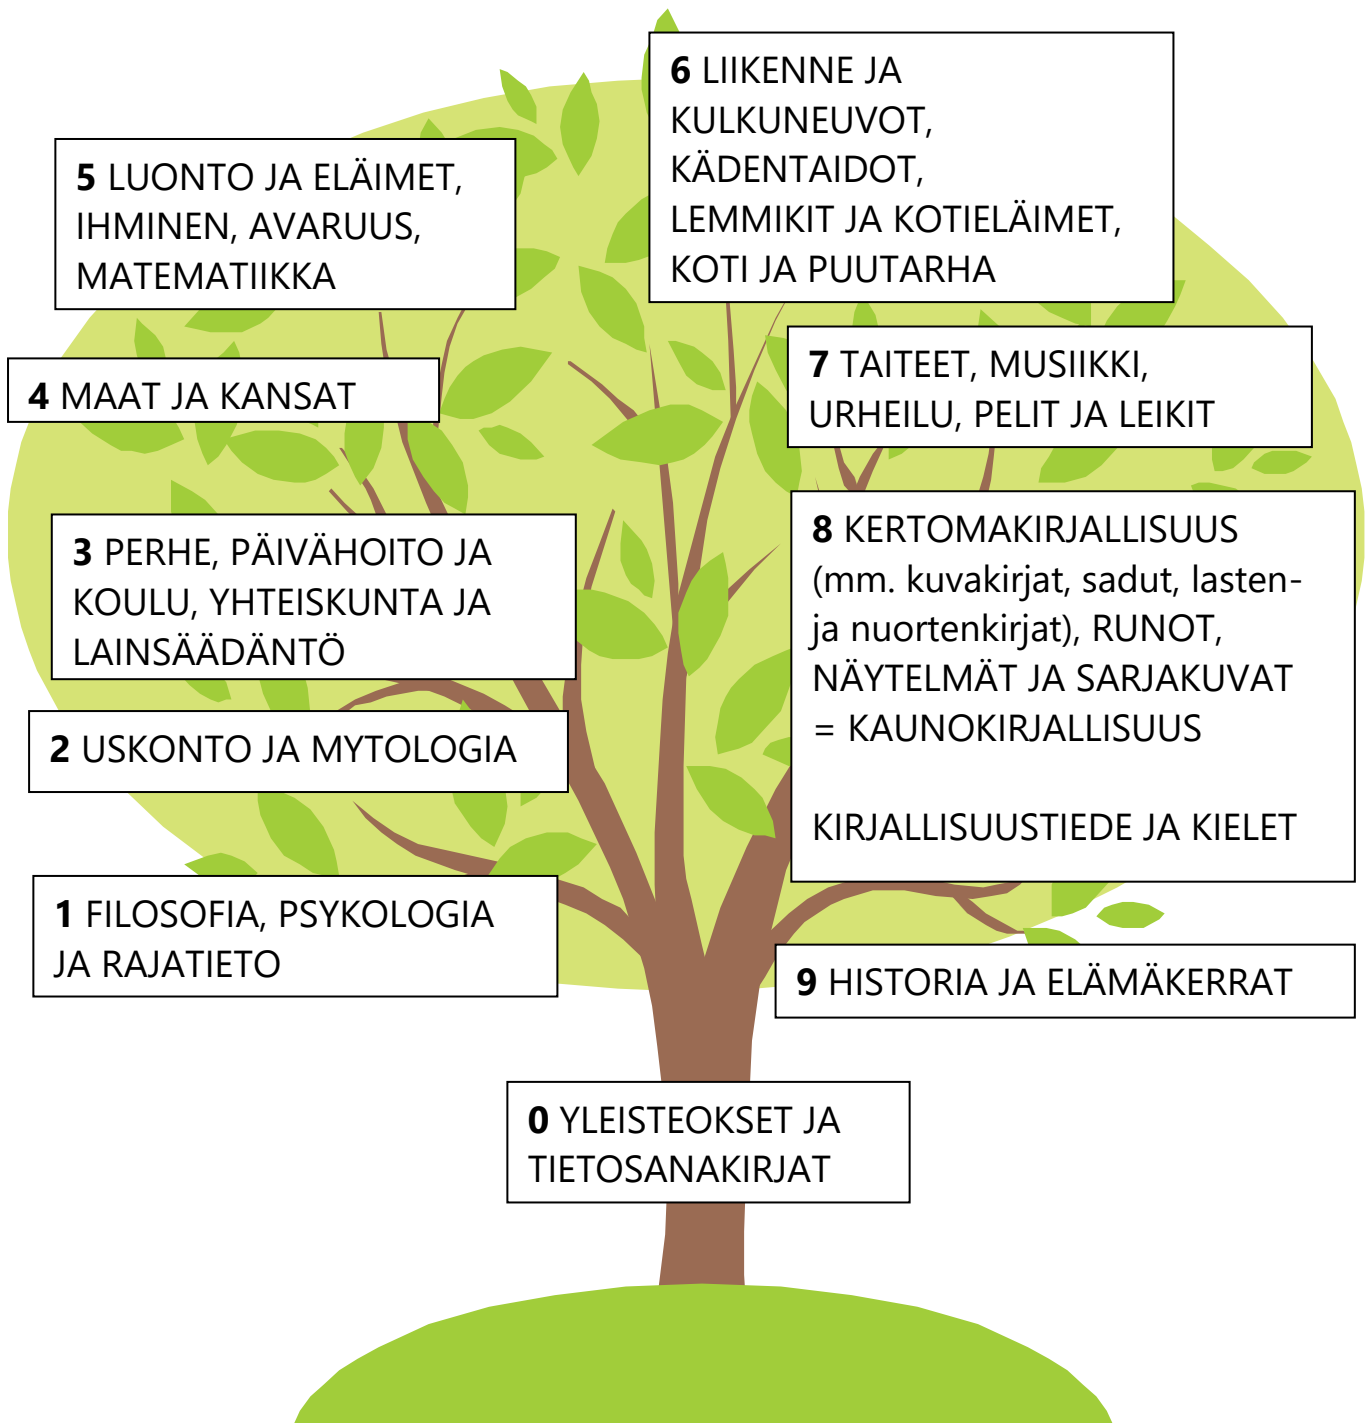 6 LIIKENNE JA
KULKUNEUVOT,
KÄDENTAIDOT,
LEMMIKIT JA KOTIELÄIMET,
KOTI JA PUUTARHA
5 LUONTO JA ELÄIMET,
IHMINEN, AVARUUS,
MATEMATIIKKA
7 TAITEET, MUSIIKKI,
URHEILU, PELIT JA LEIKIT
4 MAAT JA KANSAT
8 KERTOMAKIRJALLISUUS
(mm. kuvakirjat, sadut, lasten-
ja nuortenkirjat), RUNOT,
NÄYTELMÄT JA SARJAKUVAT
= KAUNOKIRJALLISUUS
KIRJALLISUUSTIEDE JA KIELET
3 PERHE, PÄIVÄHOITO JA
KOULU, YHTEISKUNTA JA
LAINSÄÄDÄNTÖ
2 USKONTO JA MYTOLOGIA
1 FILOSOFIA, PSYKOLOGIA
JA RAJATIETO
9 HISTORIA JA ELÄMÄKERRAT
0 YLEISTEOKSET JA
TIETOSANAKIRJAT